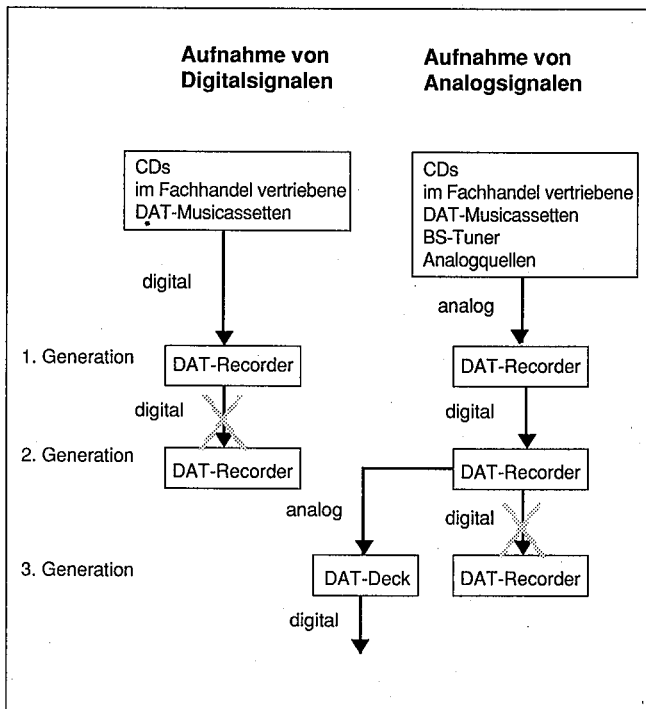 Aufnahme von
Digitalsignalen
Aufnahme von
Analogsignalen
CDs
im Fachhandel vertriebene
DAT-Musicassetten
CDs
im Fachhandel vertriebene
DAT-Musicassetten
BS-Tuner
Analogquellen
digital
analog
1. Generation
DAT-Recorder
DAT-Recorder
digital
digital
2. Generation
DAT-Recorder
DAT-Recorder
analog
digital
3. Generation
DAT-Deck
DAT-Recorder
digital